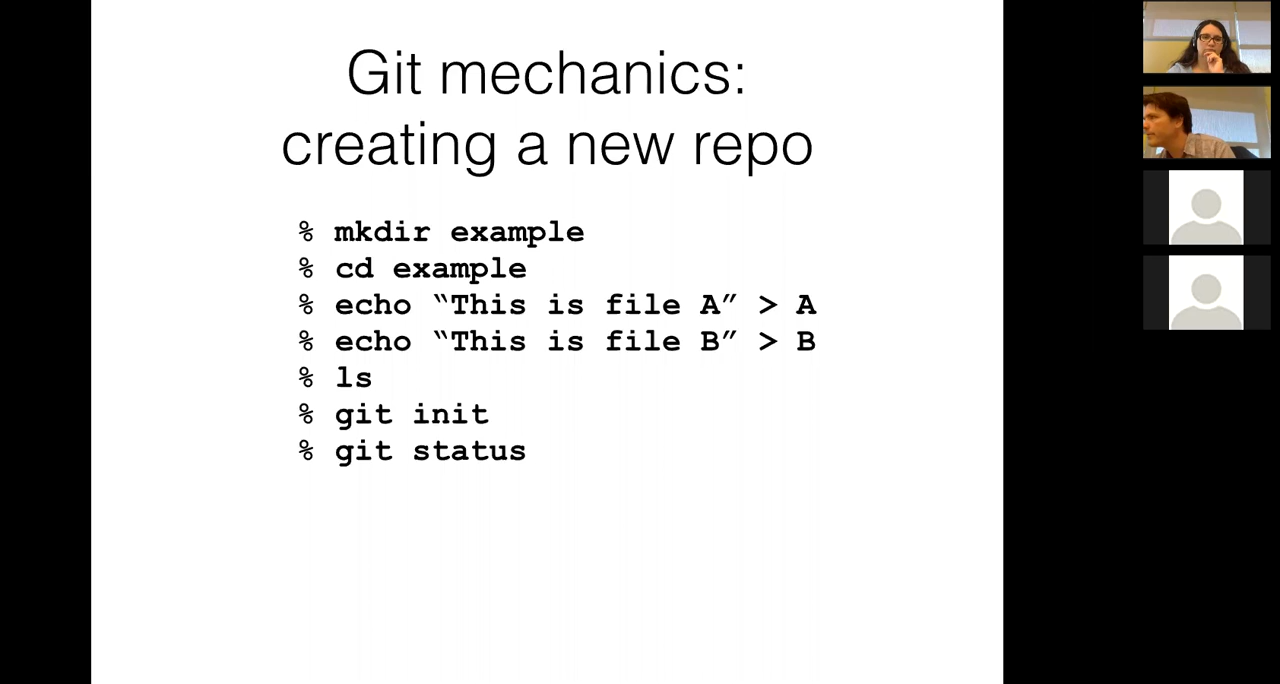 Git mechanics:
creating a new repo
% mkdir example
% cd example
% echo “This is file A” > A
% echo “This is file B” > B
% ls
% git init
% git status